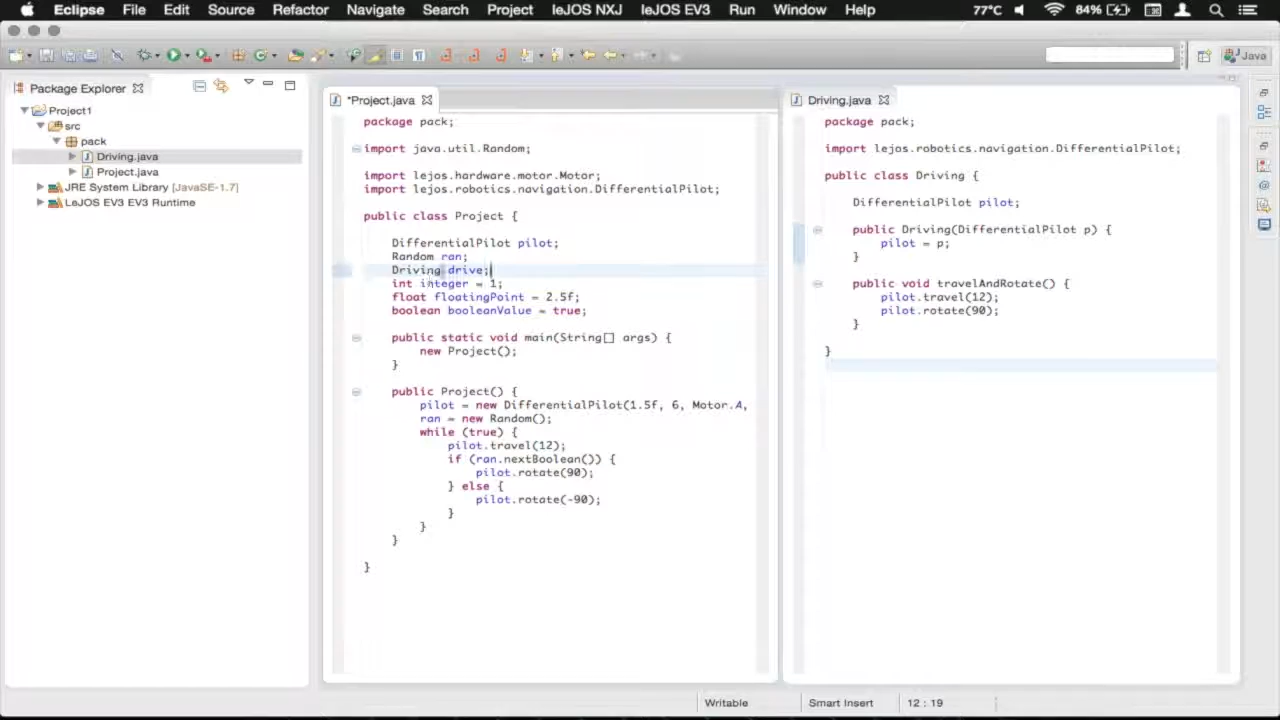 Eclipse File Edit Source Refactor Navigate Search Project leJOS NXJ leJOS EV3 Run Window Help 77°C 84%
Java
Package Explorer
Project1
src
pack
Driving.java
Project.java
JRE System Library [JavaSE-1.7]
LeJOS EV3 EV3 Runtime
*Project.java
package pack;
import java.util.Random;
import lejos.hardware.motor.Motor;
import lejos.robotics.navigation.DifferentialPilot;
public class Project {
DifferentialPilot pilot;
Random ran;
Driving drive;
int integer = 1;
float floatingPoint = 2.5f;
boolean booleanValue = true;
public static void main(String[] args) {
new Project();
}
public Project() {
pilot = new DifferentialPilot(1.5f, 6, Motor.A,
ran = new Random();
while (true) {
pilot.travel(12);
if (ran.nextBoolean()) {
pilot.rotate(90);
} else {
pilot.rotate(-90);
}
}
}
}
Driving.java
package pack;
import lejos.robotics.navigation.DifferentialPilot;
public class Driving {
DifferentialPilot pilot;
public Driving(DifferentialPilot p) {
pilot = p;
}
public void travelAndRotate() {
pilot.travel(12);
pilot.rotate(90);
}
}
Writable Smart Insert 12 : 19